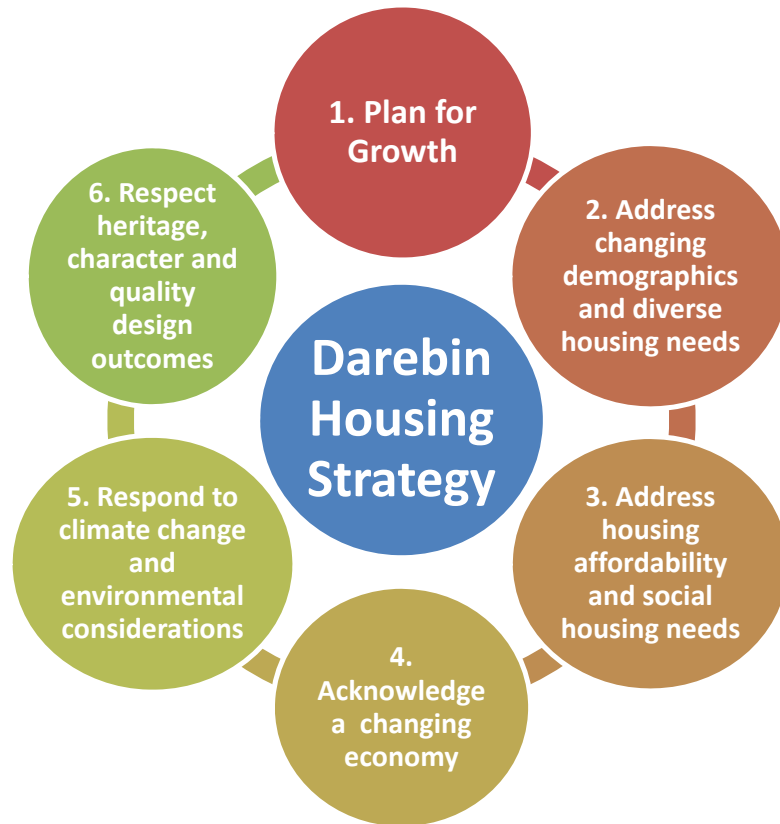 1. Plan for
Growth
2. Address
changing
demographics
and diverse
housing needs
3. Address
housing
affordability
and social
housing needs
4.
Acknowledge
a changing
economy
5. Respond to
climate change
and
environmental
considerations
6. Respect
heritage,
character and
quality
design
outcomes
Darebin
Housing
Strategy